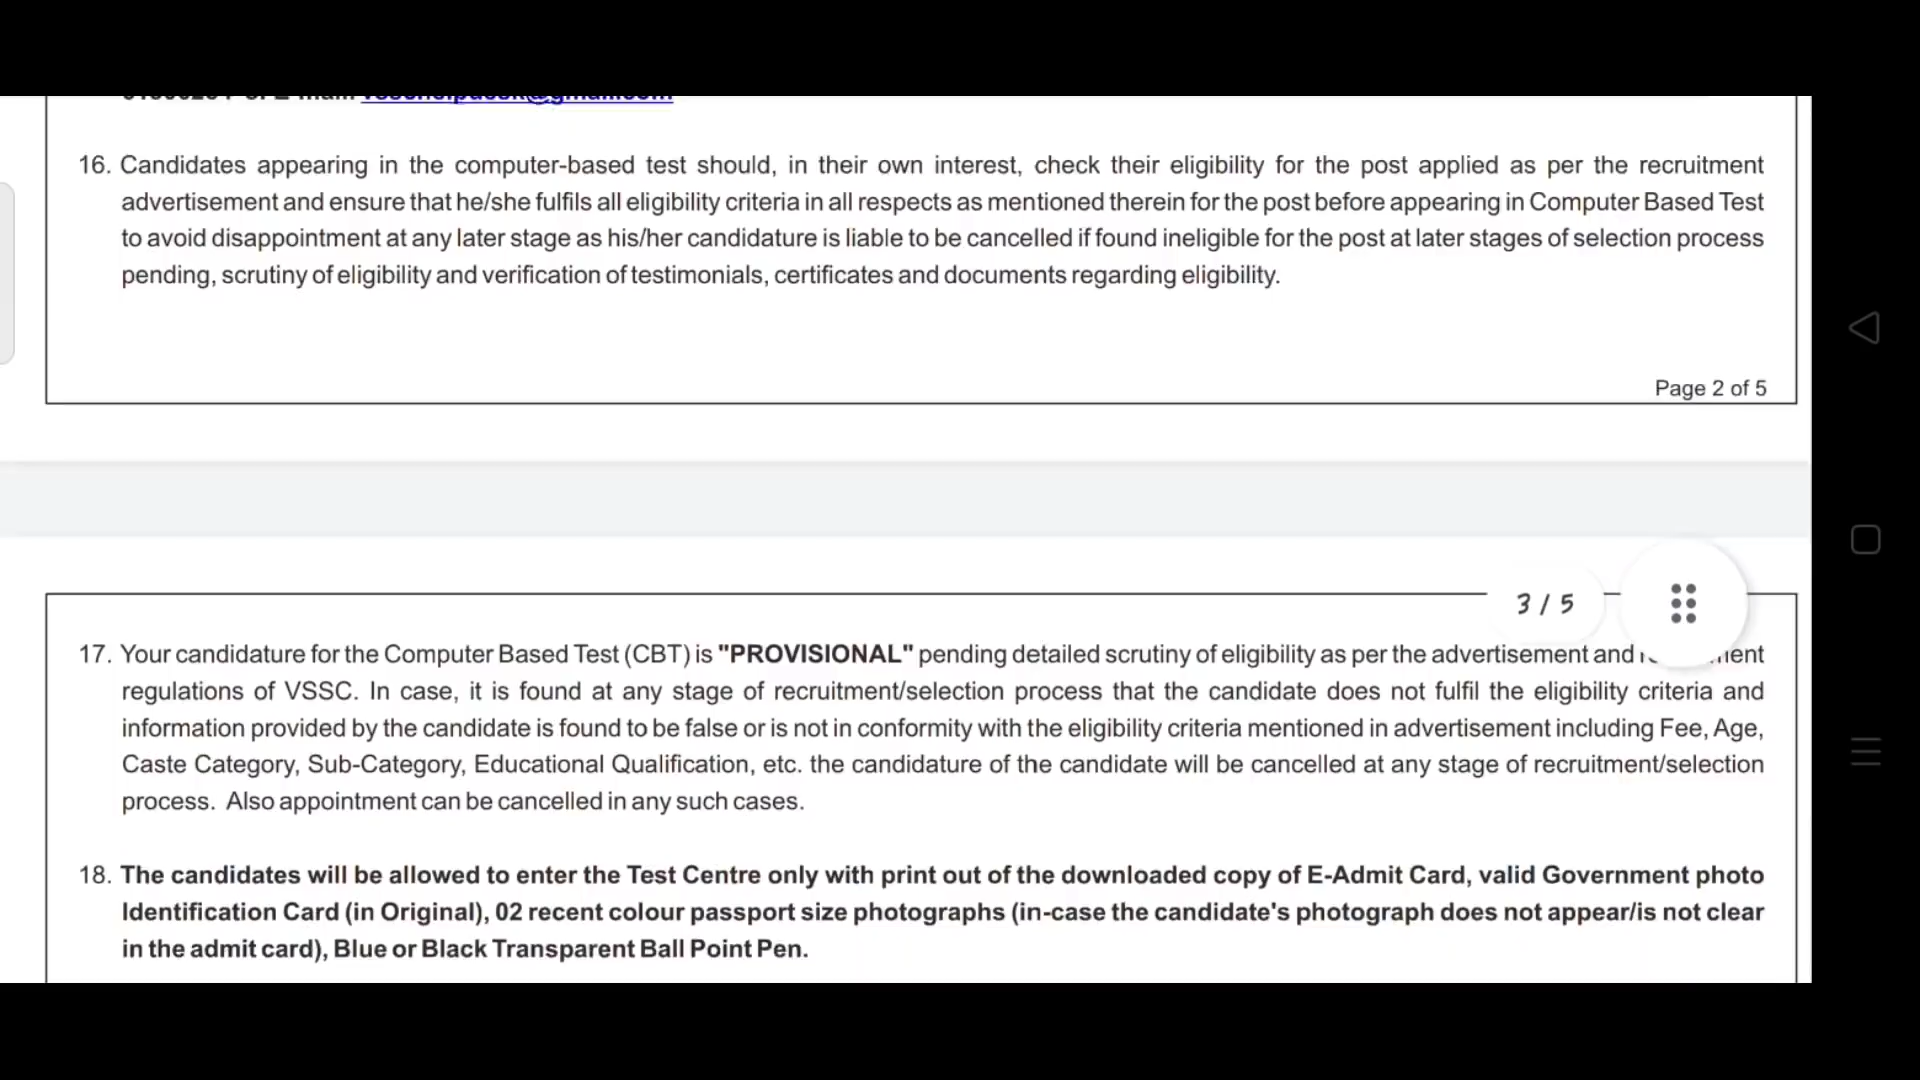 16. Candidates appearing in the computer-based test should, in their own interest, check their eligibility for the post applied as per the recruitment
advertisement and ensure that he/she fulfils all eligibility criteria in all respects as mentioned therein for the post before appearing in Computer Based Test
to avoid disappointment at any later stage as his/her candidature is liable to be cancelled if found ineligible for the post at later stages of selection process
pending, scrutiny of eligibility and verification of testimonials, certificates and documents regarding eligibility.
Page 2 of 5
3 / 5
17. Your candidature for the Computer Based Test (CBT) is "PROVISIONAL" pending detailed scrutiny of eligibility as per the advertisement and
regulations of VSSC. In case, it is found at any stage of recruitment/selection process that the candidate does not fulfil the eligibility criteria and
information provided by the candidate is found to be false or is not in conformity with the eligibility criteria mentioned in advertisement including Fee, Age,
Caste Category, Sub-Category, Educational Qualification, etc. the candidature of the candidate will be cancelled at any stage of recruitment/selection
process. Also appointment can be cancelled in any such cases.
18. The candidates will be allowed to enter the Test Centre only with print out of the downloaded copy of E-Admit Card, valid Government photo
Identification Card (in Original), 02 recent colour passport size photographs (in-case the candidate's photograph does not appear/is not clear
in the admit card), Blue or Black Transparent Ball Point Pen.